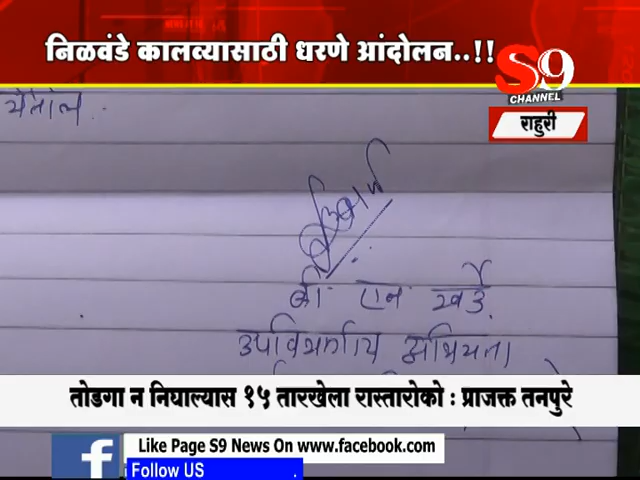 निळवंडे कालव्यासाठी धरणे आंदोलन..!!
S9
CHANNEL
राहुरी
येतील.
बी. एन. खर्डे.
उपविभागीय अभियंता
तोडगा न निघाल्यास १५ तारखेला रास्तारोको : प्राजक्त तनपुरे
Like Page S9 News On www.facebook.com
f
Follow US .